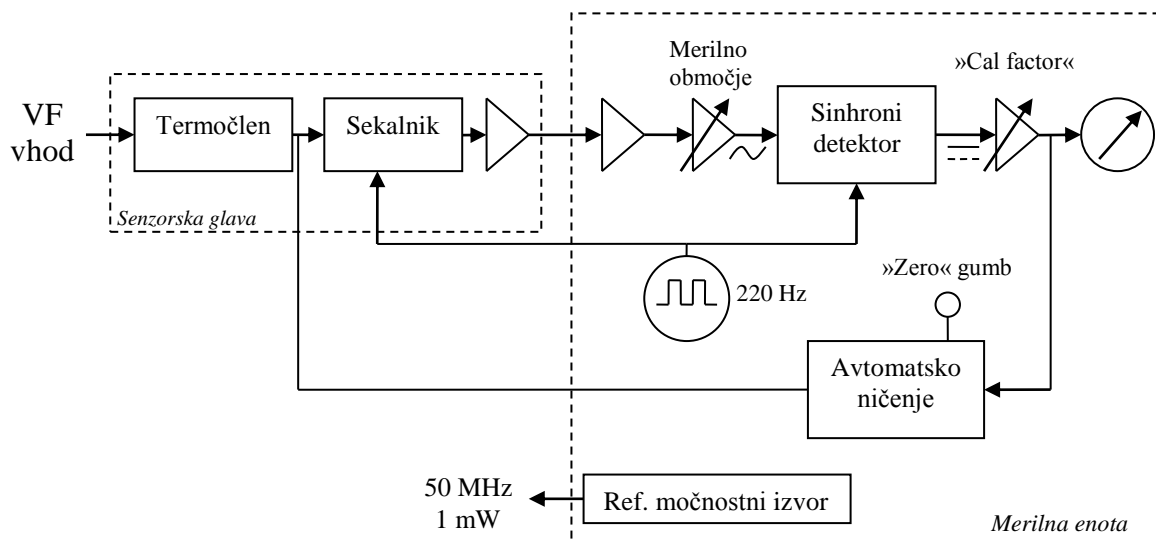 Merilno
območje
»Cal factor«
VF
vhod
Termočlen
Sekalnik
Sinhroni
detektor
Senzorska glava
220 Hz
»Zero« gumb
Avtomatsko
ničenje
50 MHz
1 mW
Ref. močnostni izvor
Merilna enota